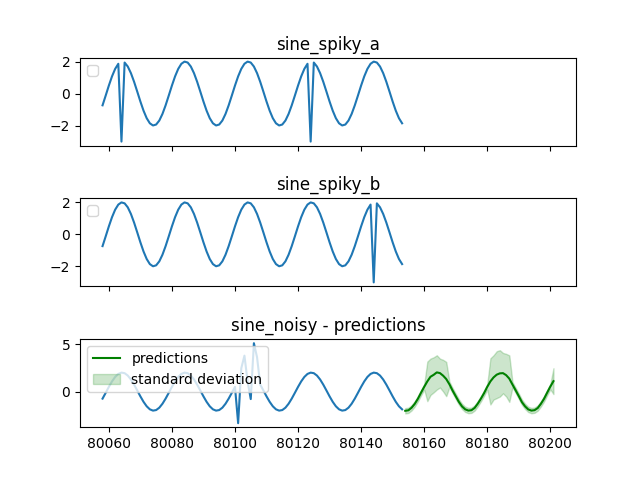 sine_spiky_a
2
0
−2
sine_spiky_b
2
0
−2
sine_noisy - predictions
5
0
predictions
standard deviation
80060 80080 80100 80120 80140 80160 80180 80200